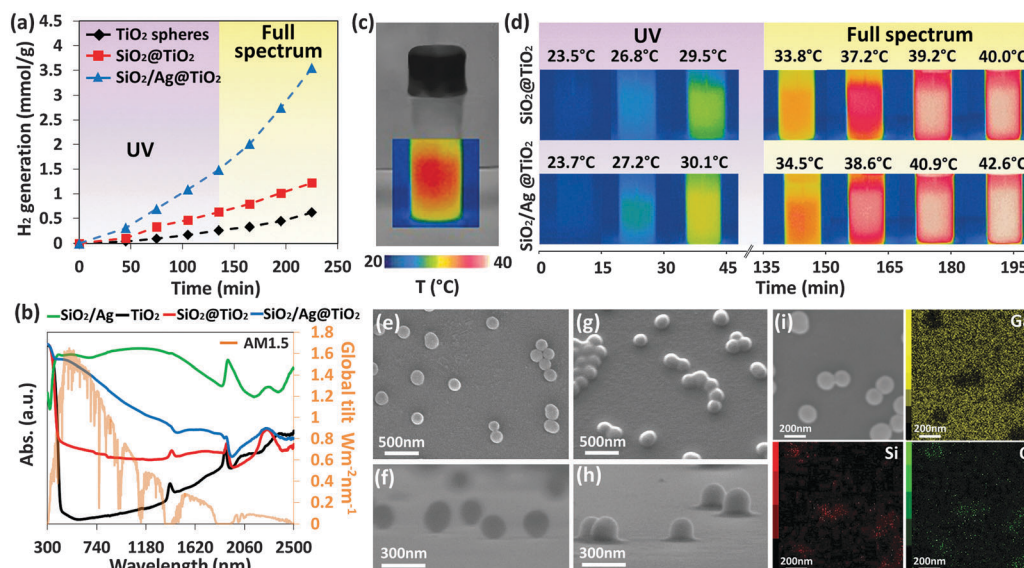 (a)
H₂ generation (mmol/g)
4.5
4
3.5
3
2.5
2
1.5
1
0.5
0
UV
Full spectrum
TiO₂ spheres
SiO₂@TiO₂
SiO₂/Ag@TiO₂
UV
0 50 100 150 200 250
Time (min)
(c)
20 40
T (°C)
(d)
UV
Full spectrum
SiO₂@TiO₂
23.5°C 26.8°C 29.5°C 33.8°C 37.2°C 39.2°C 40.0°C
SiO₂/Ag @TiO₂
23.7°C 27.2°C 30.1°C 34.5°C 38.6°C 40.9°C 42.6°C
0 15 30 45 135 150 165 180 195
Time (min)
(b)
SiO₂/Ag TiO₂ SiO₂@TiO₂ SiO₂/Ag@TiO₂
AM1.5
Abs. (a.u.)
1.8
1.6
1.4
1.2
1
0.8
0.6
0.4
0.2
0
Global tilt Wm⁻²nm⁻¹
300 740 1180 1620 2060 2500
Wavelength (nm)
(e)
500nm
(f)
300nm
(g)
500nm
(h)
300nm
(i)
200nm
200nm
Si
200nm
200nm